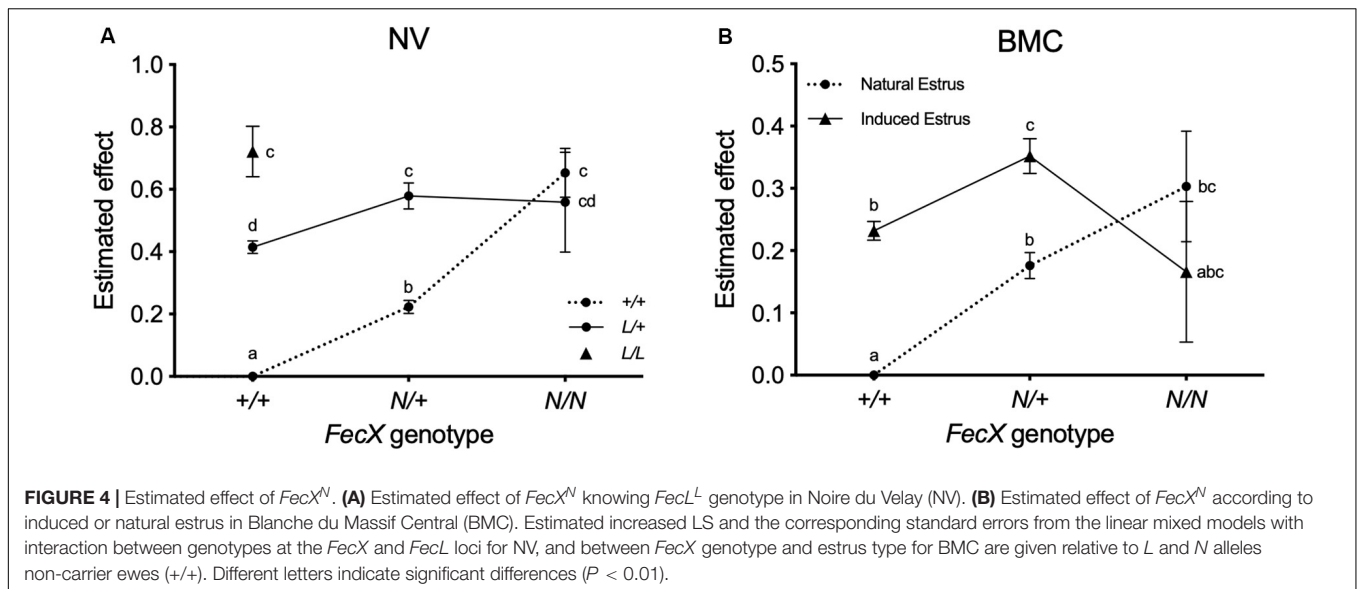 A
NV
1.0
0.8
0.6
0.4
0.2
0.0
Estimated effect
c
d
c
c
cd
a
b
+/+
L/+
L/L
+/+
N/+
N/N
FecX genotype
B
BMC
0.5
0.4
0.3
0.2
0.1
0.0
Estimated effect
Natural Estrus
Induced Estrus
c
b
b
bc
abc
a
+/+
N/+
N/N
FecX genotype
FIGURE 4 | Estimated effect of FecX^N. (A) Estimated effect of FecX^N knowing FecL^L genotype in Noire du Velay (NV). (B) Estimated effect of FecX^N according to
induced or natural estrus in Blanche du Massif Central (BMC). Estimated increased LS and the corresponding standard errors from the linear mixed models with
interaction between genotypes at the FecX and FecL loci for NV, and between FecX genotype and estrus type for BMC are given relative to L and N alleles
non-carrier ewes (+/+). Different letters indicate significant differences (P < 0.01).